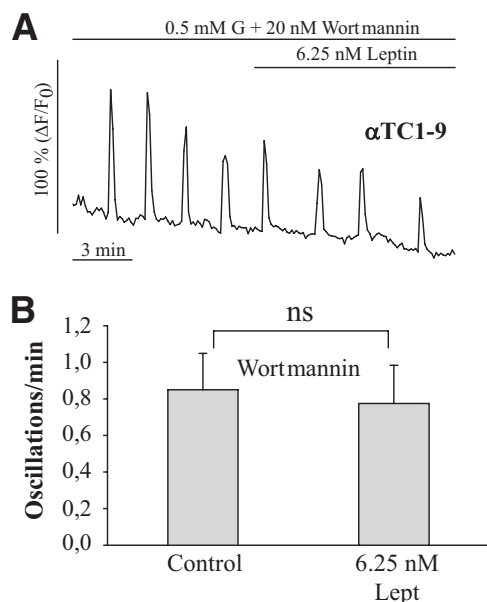 A
0.5 mM G + 20 nM Wortmannin
6.25 nM Leptin
αTC1-9
100 % (ΔF/F0)
3 min
B
ns
Wortmannin
Oscillations/min
1,2
1,0
0,8
0,6
0,4
0,2
0,0
Control
6.25 nM
Lept